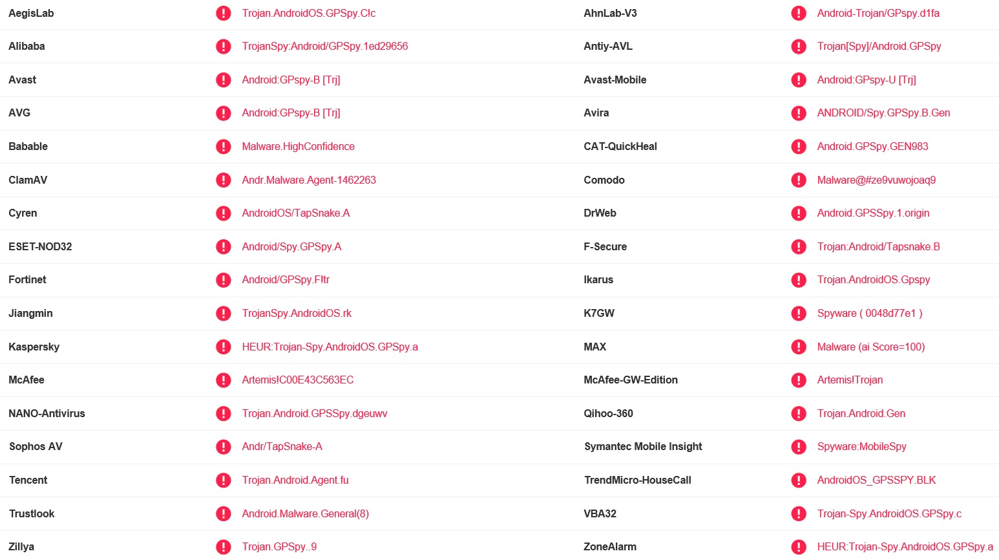 AegisLab Trojan.AndroidOS.GPSpy.C!c AhnLab-V3 Android-Trojan/GPspy.d1fa
Alibaba TrojanSpy:Android/GPSpy.1ed29656 Antiy-AVL Trojan[Spy]/Android.GPSpy
Avast Android:GPspy-B [Trj] Avast-Mobile Android:GPspy-U [Trj]
AVG Android:GPspy-B [Trj] Avira ANDROID/Spy.GPSpy.B.Gen
Babable Malware.HighConfidence CAT-QuickHeal Android.GPSpy.GEN983
ClamAV Andr.Malware.Agent-1462263 Comodo Malware@#ze9vuwojoaq9
Cyren AndroidOS/TapSnake.A DrWeb Android.GPSSpy.1.origin
ESET-NOD32 Android/Spy.GPSpy.A F-Secure Trojan:Android/Tapsnake.B
Fortinet Android/GPSpy.F!tr Ikarus Trojan.AndroidOS.Gpspy
Jiangmin TrojanSpy.AndroidOS.rk K7GW Spyware ( 0048d77e1 )
Kaspersky HEUR:Trojan-Spy.AndroidOS.GPSpy.a MAX Malware (ai Score=100)
McAfee Artemis!C00E43C563EC McAfee-GW-Edition Artemis!Trojan
NANO-Antivirus Trojan.Android.GPSSpy.dgeuwv Qihoo-360 Trojan.Android.Gen
Sophos AV Andr/TapSnake-A Symantec Mobile Insight Spyware:MobileSpy
Tencent Trojan.Android.Agent.fu TrendMicro-HouseCall AndroidOS_GPSSPY.BLK
Trustlook Android.Malware.General(8) VBA32 Trojan-Spy.AndroidOS.GPSpy.c
Zillya Trojan.GPSpy..9 ZoneAlarm HEUR:Trojan-Spy.AndroidOS.GPSpy.a